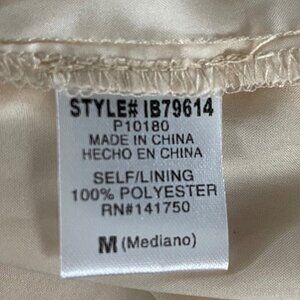 STYLE# IB79614
P10180
MADE IN CHINA
HECHO EN CHINA
SELF/LINING
100% POLYESTER
RN#141750
M (Mediano)